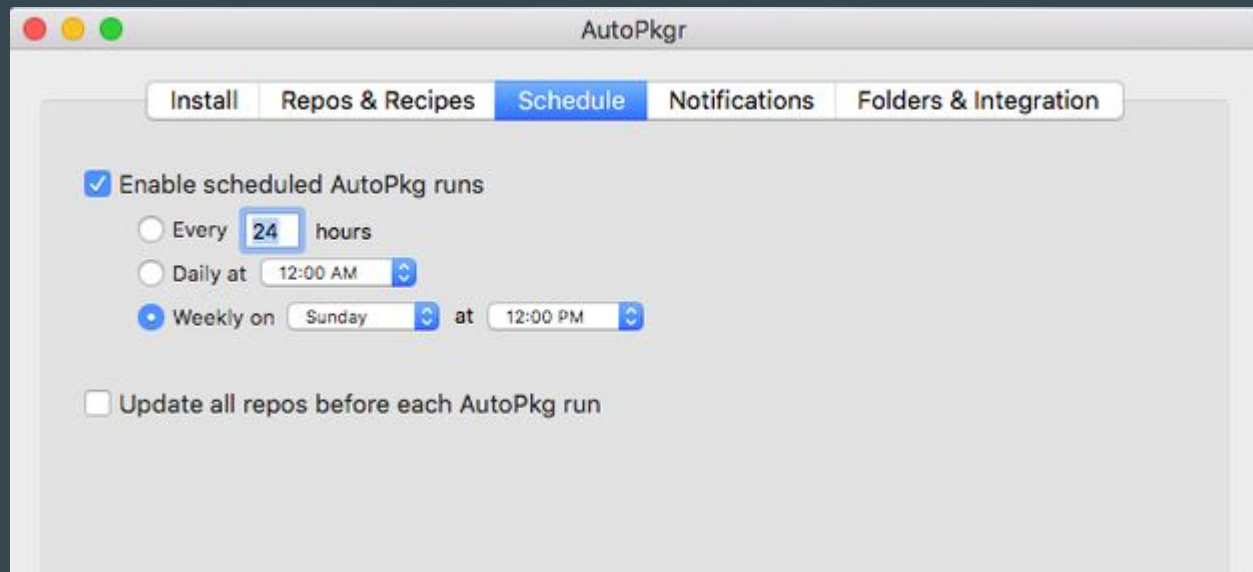 AutoPkgr
Install Repos & Recipes Schedule Notifications Folders & Integration
Enable scheduled AutoPkg runs
Every 24 hours
Daily at 12:00 AM
Weekly on Sunday at 12:00 PM
Update all repos before each AutoPkg run